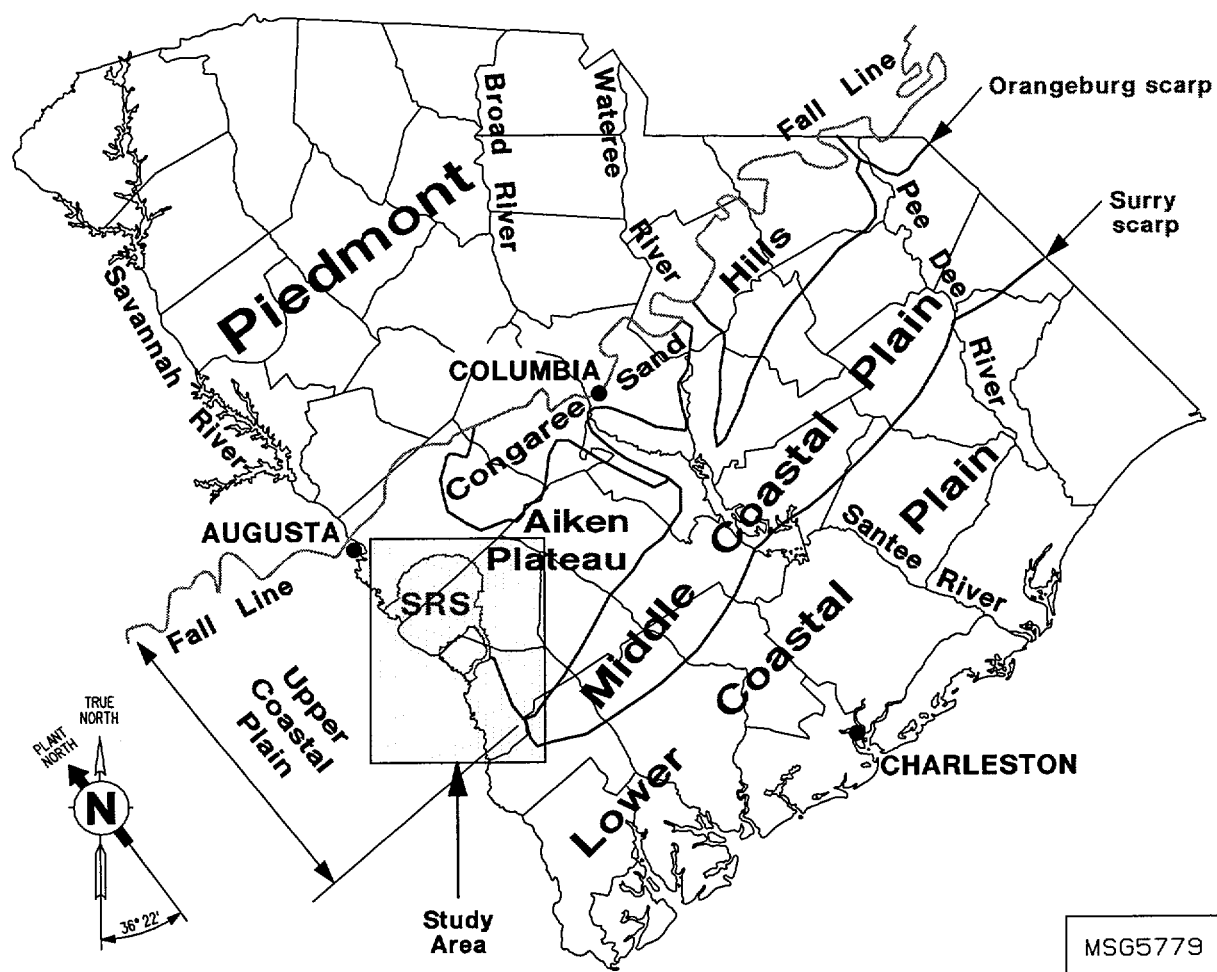 Broad
River
Wateree
River
Fall Line
Orangeburg scarp
Surry
scarp
Pee Dee
River
Piedmont
Savannah
River
COLUMBIA
Congaree Sand Hills
AUGUSTA
Aiken
Plateau
SRS
Fall Line
Upper
Coastal
Plain
Middle Coastal Plain
Lower Coastal Plain
Santee River
CHARLESTON
TRUE
NORTH
PLANT
NORTH
N
36° 22'
Study
Area
MSG5779